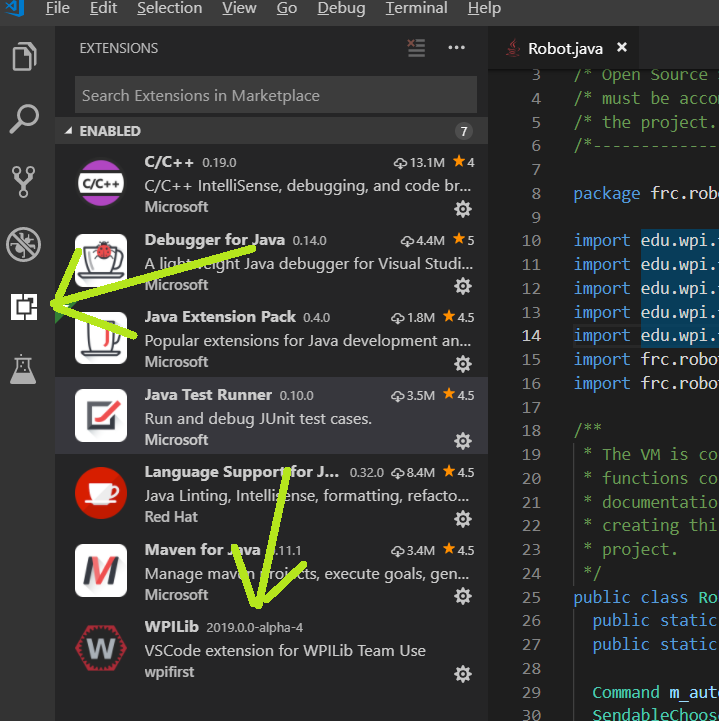 File Edit Selection View Go Debug Terminal Help
EXTENSIONS
Search Extensions in Marketplace
ENABLED 7
C/C++ 0.19.0 13.1M 4
C/C++
C/C++ IntelliSense, debugging, and code br...
Microsoft
Debugger for Java 0.14.0 4.4M 5
A lightweight Java debugger for Visual Studi...
Microsoft
Java Extension Pack 0.4.0 1.8M 4.5
Popular extensions for Java development an...
Microsoft
Java Test Runner 0.10.0 3.5M 4.5
Run and debug JUnit test cases.
Microsoft
Language Support for J... 0.32.0 8.4M 4.5
Java Linting, Intellisense, formatting, refacto...
Red Hat
Maven for Java 0.11.1 3.4M 4.5
Manage maven projects, execute goals, gen...
Microsoft
WPILib 2019.0.0-alpha-4
W
VSCode extension for WPILib Team Use
wpifirst
Robot.java ×
3 /* Open Source
4 /* must be acco
5 /* the project.
6 /*-------------
7
8 package frc.robo
9
10 import edu.wpi.
11 import edu.wpi.
12 import edu.wpi.
13 import edu.wpi.
14 import edu.wpi.
15 import frc.robo
16 import frc.robo
17
18 /**
19 * The VM is co
20 * functions co
21 * documentatio
22 * creating thi
23 * project.
24 */
25 public class Ro
26 public static
27 public static
28
29 Command m_aut
30 SendableChoos